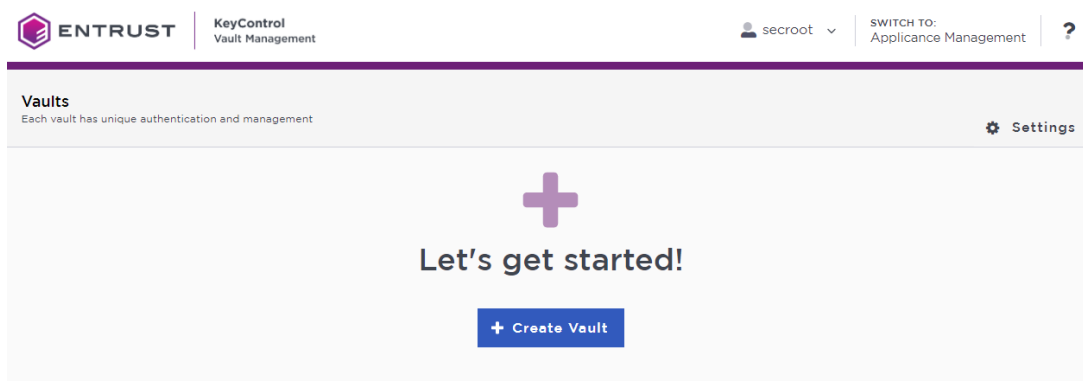 ENTRUST
KeyControl
Vault Management
secroot
SWITCH TO:
Applicance Management
?
Vaults
Each vault has unique authentication and management
Settings
Let's get started!
+ Create Vault